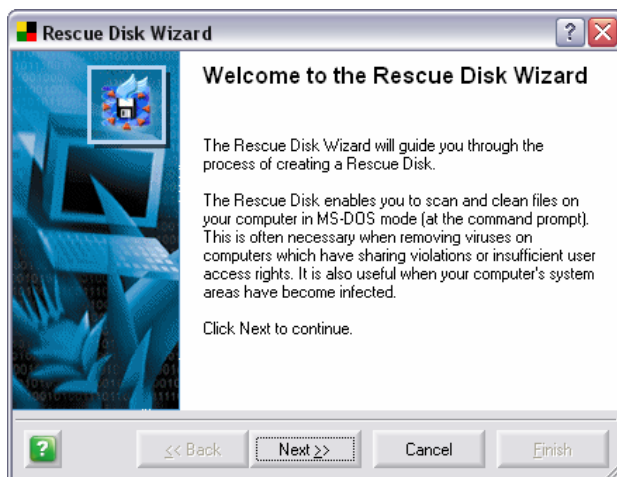 Rescue Disk Wizard
?
Welcome to the Rescue Disk Wizard
The Rescue Disk Wizard will guide you through the
process of creating a Rescue Disk.
The Rescue Disk enables you to scan and clean files on
your computer in MS-DOS mode (at the command prompt).
This is often necessary when removing viruses on
computers which have sharing violations or insufficient user
access rights. It is also useful when your computer's system
areas have become infected.
Click Next to continue.
?
<< Back
Next >>
Cancel
Finish